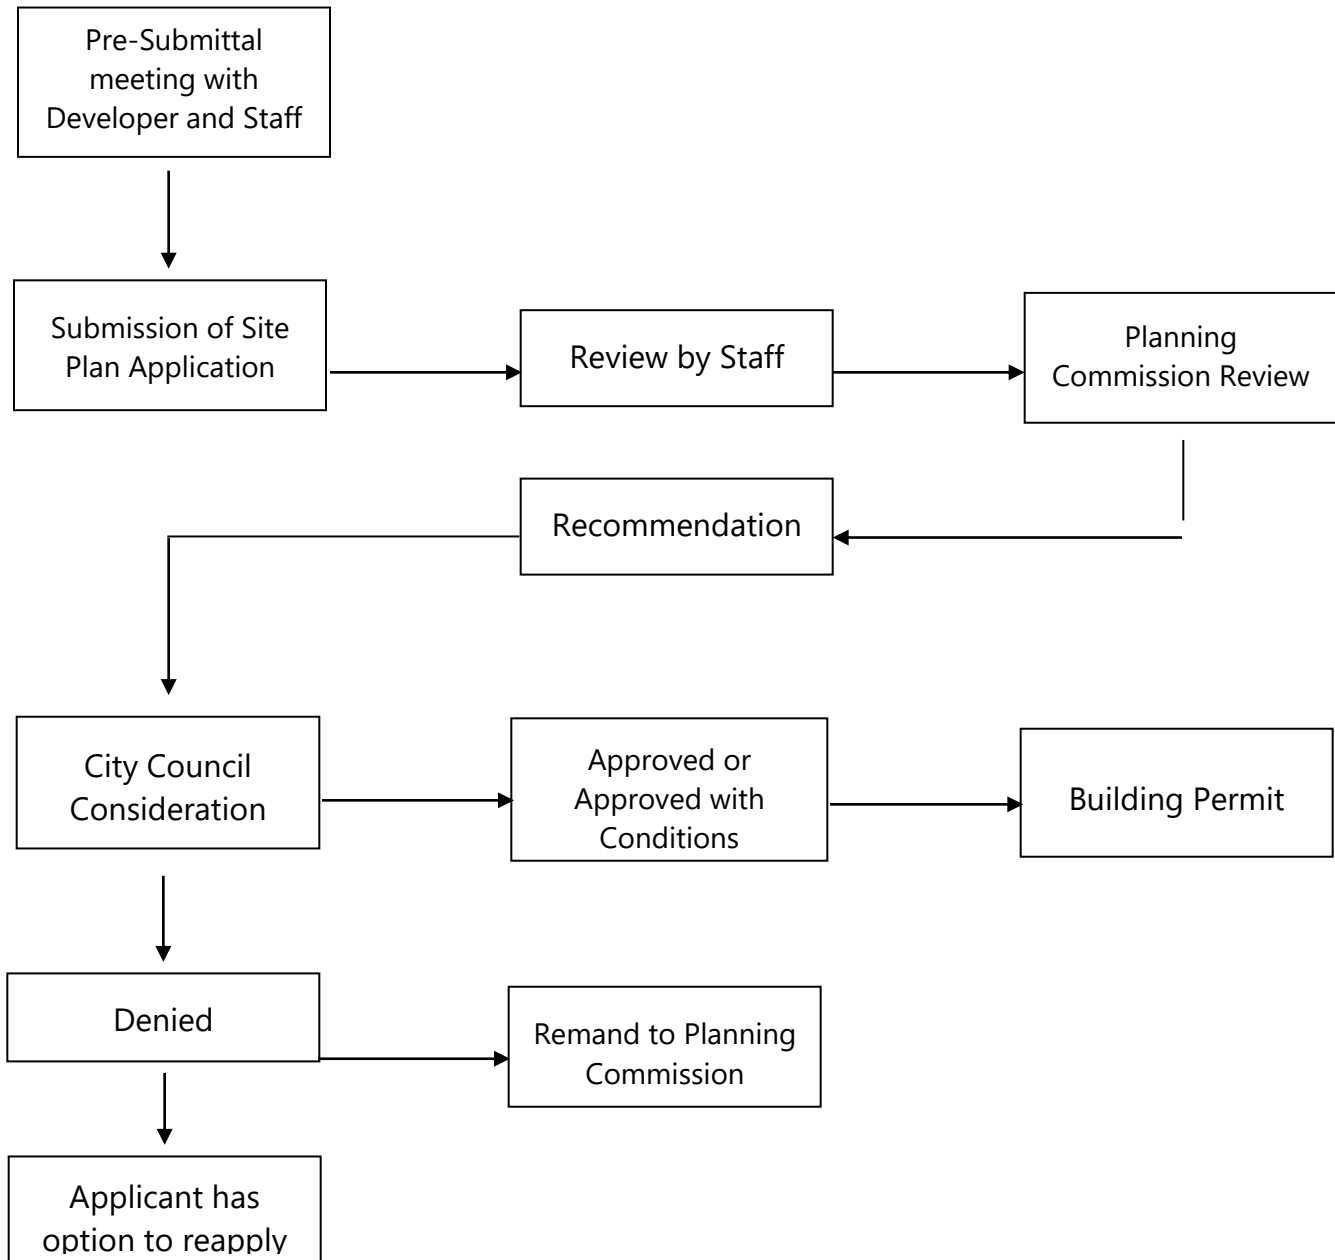 Pre-Submittal
meeting with
Developer and Staff
Submission of Site
Plan Application
Review by Staff
Planning
Commission Review
Recommendation
City Council
Consideration
Approved or
Approved with
Conditions
Building Permit
Denied
Remand to Planning
Commission
Applicant has
option to reapply